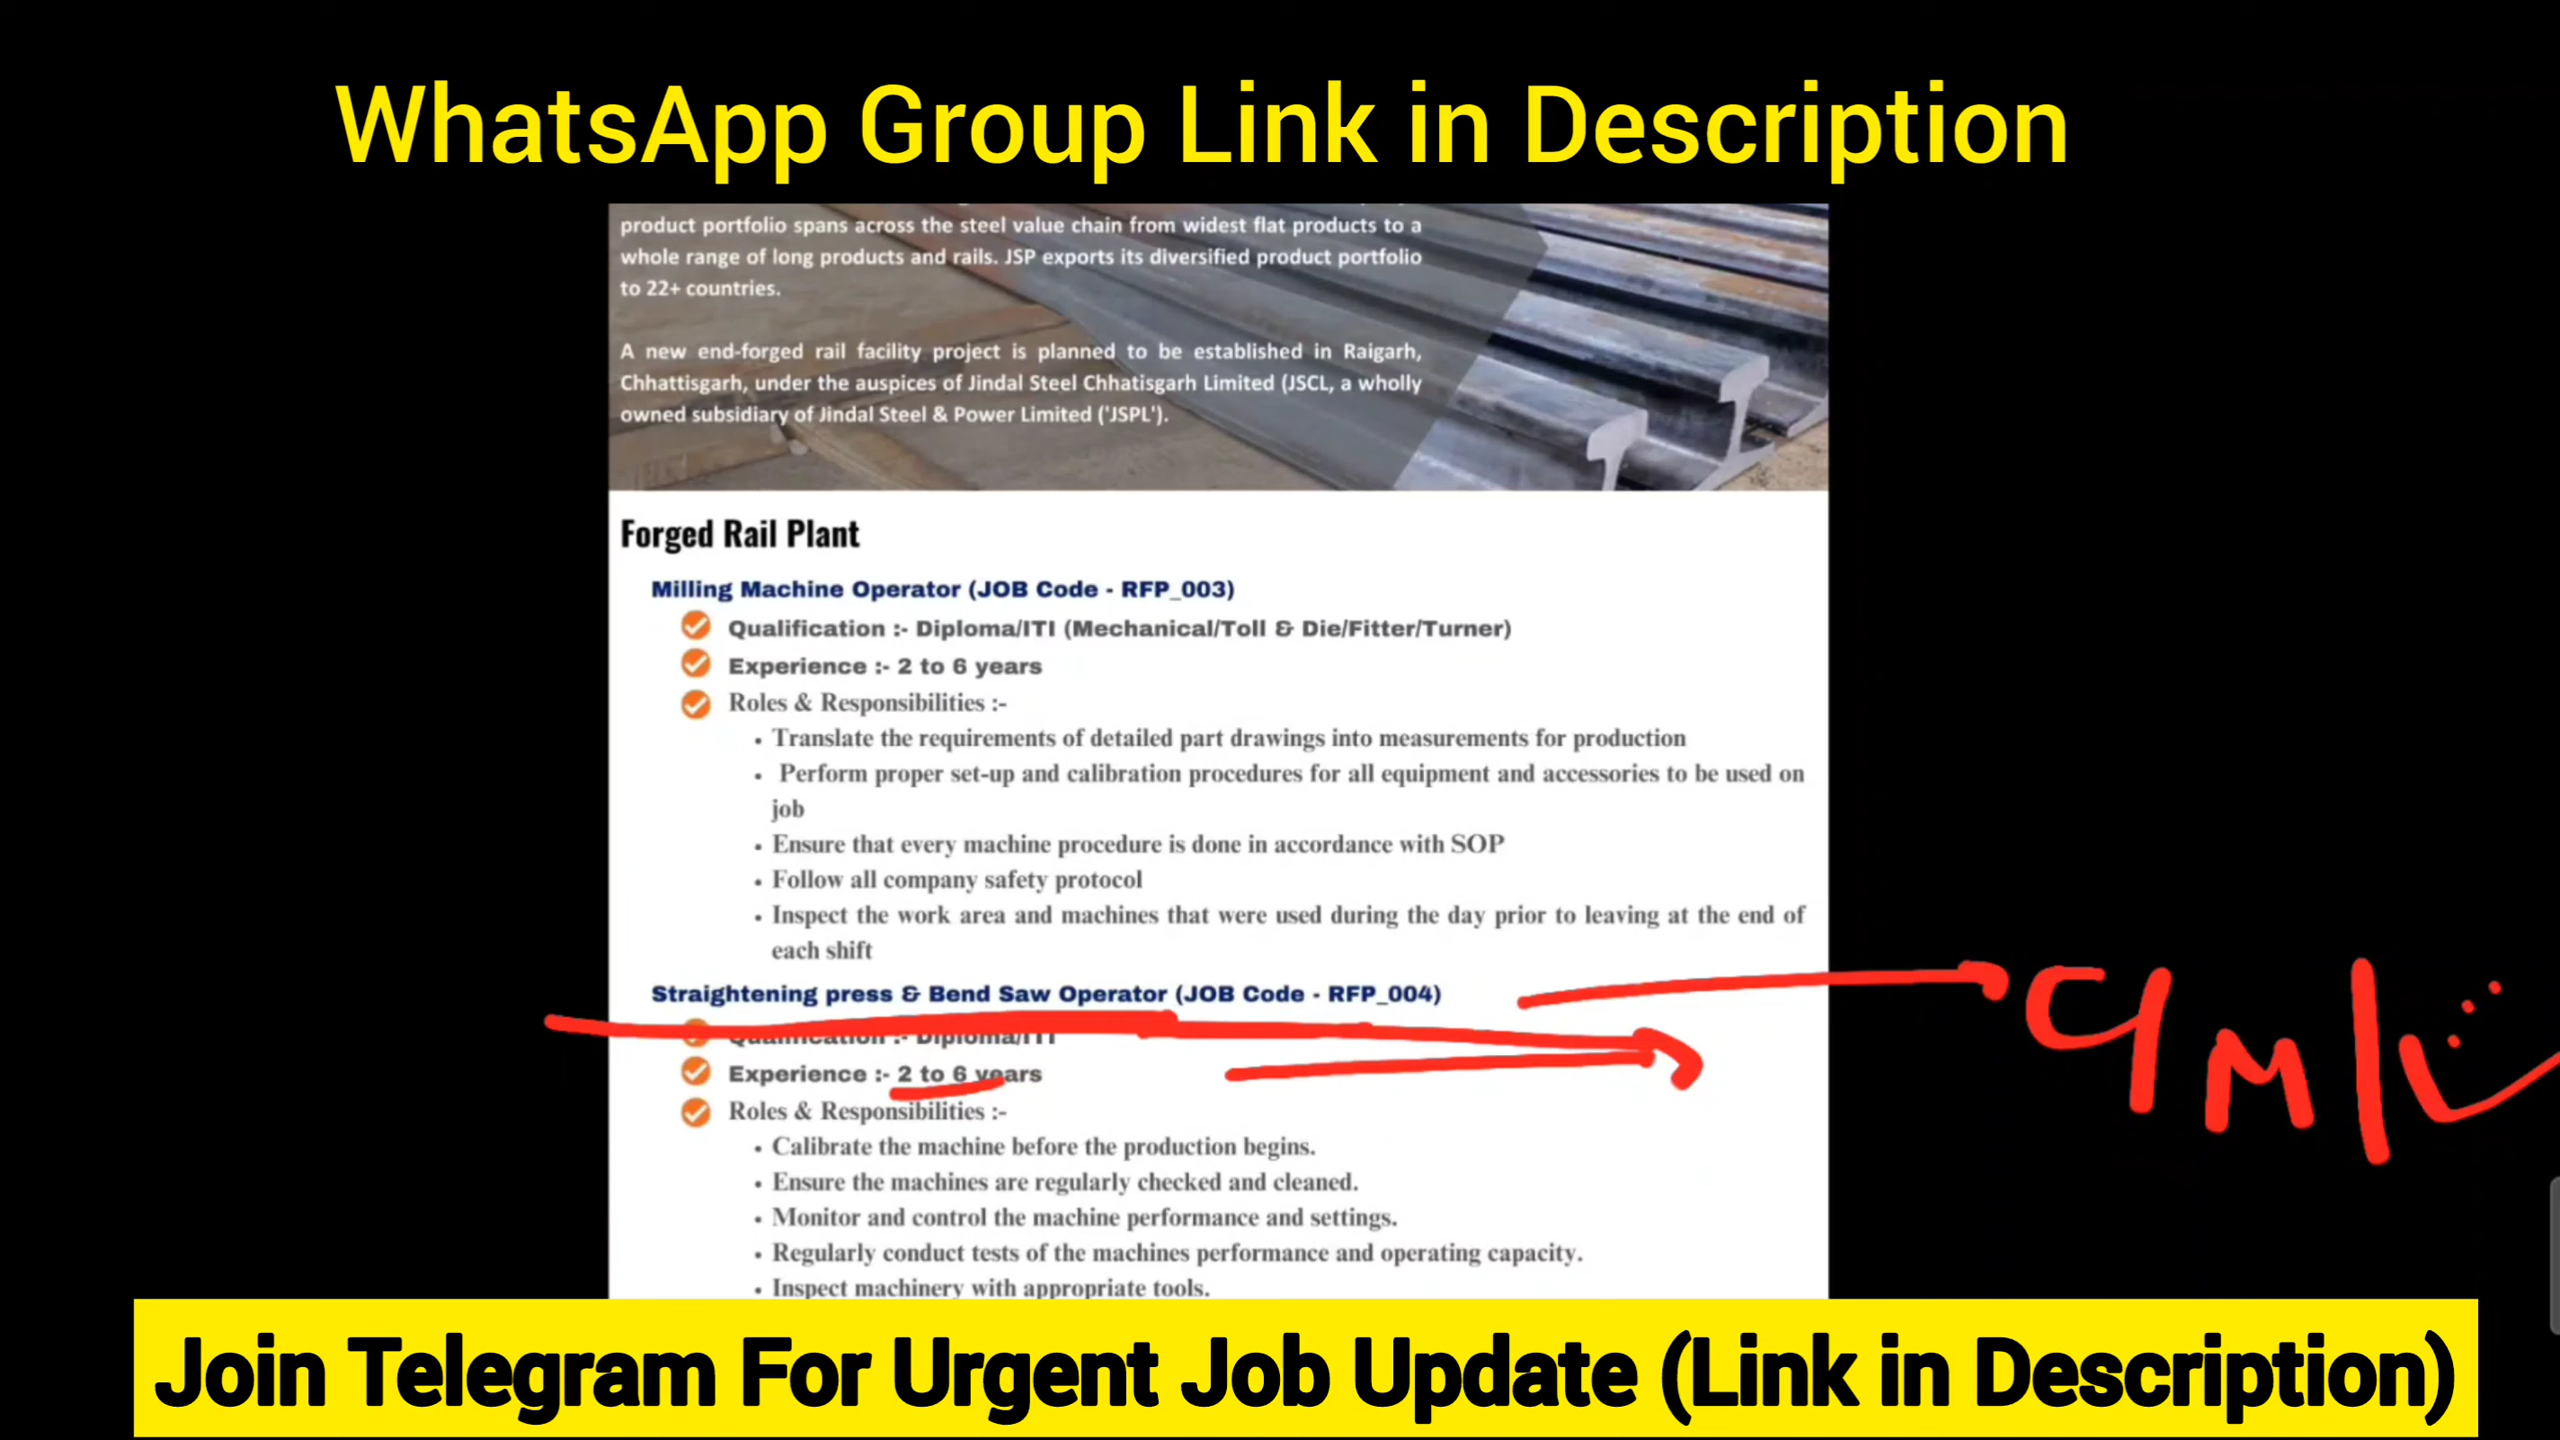 WhatsApp Group Link in Description
product portfolio spans across the steel value chain from widest flat products to a
whole range of long products and rails. JSP exports its diversified product portfolio
to 22+ countries.
A new end-forged rail facility project is planned to be established in Raigarh,
Chhattisgarh, under the auspices of Jindal Steel Chhatisgarh Limited (JSCL, a wholly
owned subsidiary of Jindal Steel & Power Limited ('JSPL').
Forged Rail Plant
Milling Machine Operator (JOB Code - RFP_003)
Qualification :- Diploma/ITI (Mechanical/Toll & Die/Fitter/Turner)
Experience :- 2 to 6 years
Roles & Responsibilities :-
• Translate the requirements of detailed part drawings into measurements for production
• Perform proper set-up and calibration procedures for all equipment and accessories to be used on
job
• Ensure that every machine procedure is done in accordance with SOP
• Follow all company safety protocol
• Inspect the work area and machines that were used during the day prior to leaving at the end of
each shift
Straightening press & Bend Saw Operator (JOB Code - RFP_004)
Qualification :- Diploma/ITI
Experience :- 2 to 6 years
Roles & Responsibilities :-
• Calibrate the machine before the production begins.
• Ensure the machines are regularly checked and cleaned.
• Monitor and control the machine performance and settings.
• Regularly conduct tests of the machines performance and operating capacity.
• Inspect machinery with appropriate tools.
Join Telegram For Urgent Job Update (Link in Description)